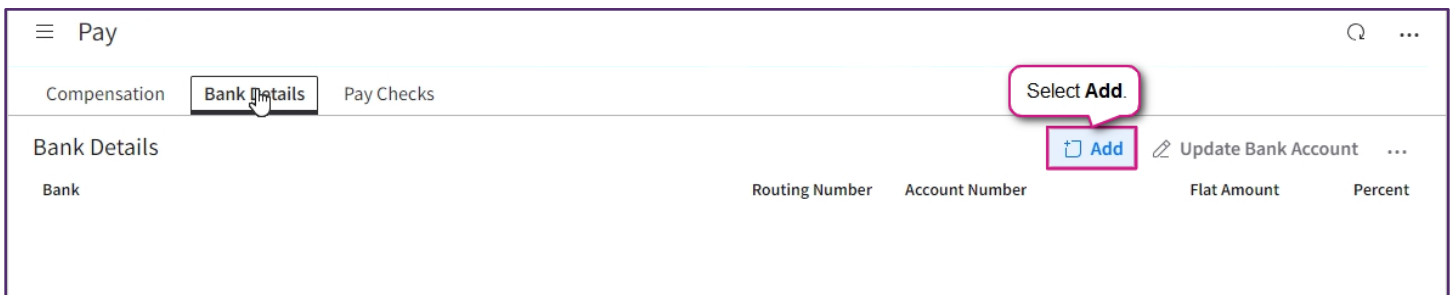 Pay
Compensation Bank Details Pay Checks
Select Add.
Bank Details
Add Update Bank Account ...
Bank Routing Number Account Number Flat Amount Percent